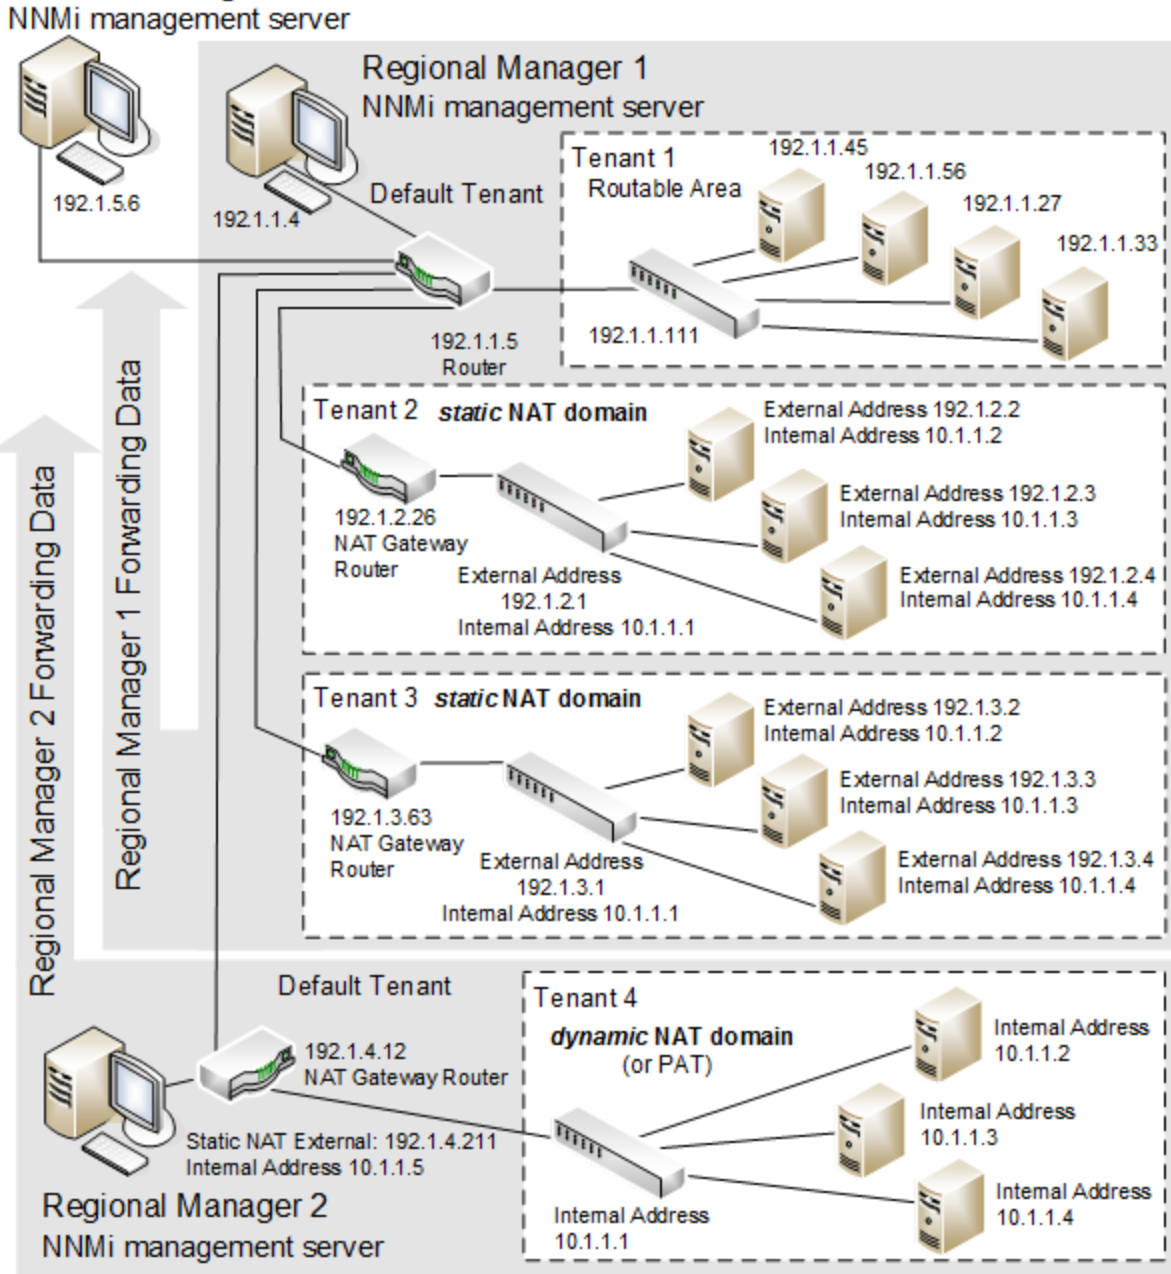 NNMi management server
Regional Manager 1
NNMi management server
192.1.5.6
192.1.1.4
Default Tenant
192.1.1.5
Router
Tenant 1
Routable Area
192.1.1.45
192.1.1.56
192.1.1.27
192.1.1.33
192.1.1.111
Regional Manager 2 Forwarding Data
Regional Manager 1 Forwarding Data
Tenant 2 static NAT domain
192.1.2.26
NAT Gateway
Router
External Address
192.1.2.1
Internal Address 10.1.1.1
External Address 192.1.2.2
Internal Address 10.1.1.2
External Address 192.1.2.3
Internal Address 10.1.1.3
External Address 192.1.2.4
Internal Address 10.1.1.4
Tenant 3 static NAT domain
192.1.3.63
NAT Gateway
Router
External Address
192.1.3.1
Internal Address 10.1.1.1
External Address 192.1.3.2
Internal Address 10.1.1.2
External Address 192.1.3.3
Internal Address 10.1.1.3
External Address 192.1.3.4
Internal Address 10.1.1.4
Default Tenant
192.1.4.12
NAT Gateway Router
Static NAT External: 192.1.4.211
Internal Address 10.1.1.5
Regional Manager 2
NNMi management server
Tenant 4
dynamic NAT domain
(or PAT)
Internal Address
10.1.1.1
Internal Address
10.1.1.2
Internal Address
10.1.1.3
Internal Address
10.1.1.4